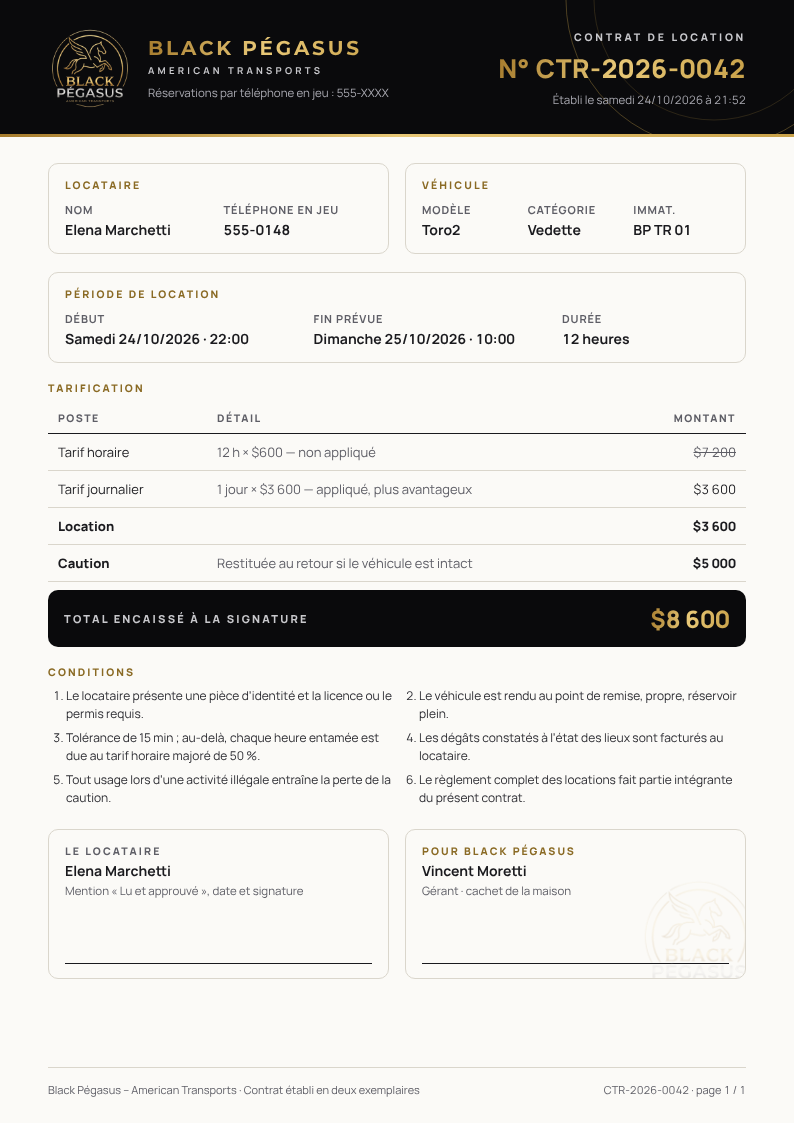 BLACK
PÉGASUS
AMERICAN TRANSPORTS
BLACK PÉGASUS
AMERICAN TRANSPORTS
Réservations par téléphone en jeu : 555-XXXX
CONTRAT DE LOCATION
N° CTR-2026-0042
Établi le samedi 24/10/2026 à 21:52
LOCATAIRE
NOM TÉLÉPHONE EN JEU
Elena Marchetti 555-0148
VÉHICULE
MODÈLE CATÉGORIE IMMAT.
Toro2 Vedette BP TR 01
PÉRIODE DE LOCATION
DÉBUT FIN PRÉVUE DURÉE
Samedi 24/10/2026 · 22:00 Dimanche 25/10/2026 · 10:00 12 heures
TARIFICATION
POSTE DÉTAIL MONTANT
Tarif horaire 12 h × $600 — non appliqué $7 200
Tarif journalier 1 jour × $3 600 — appliqué, plus avantageux $3 600
Location $3 600
Caution Restituée au retour si le véhicule est intact $5 000
TOTAL ENCAISSÉ À LA SIGNATURE $8 600
CONDITIONS
1. Le locataire présente une pièce d'identité et la licence ou le
permis requis.
2. Le véhicule est rendu au point de remise, propre, réservoir
plein.
3. Tolérance de 15 min ; au-delà, chaque heure entamée est
due au tarif horaire majoré de 50 %.
4. Les dégâts constatés à l'état des lieux sont facturés au
locataire.
5. Tout usage lors d'une activité illégale entraîne la perte de la
caution.
6. Le règlement complet des locations fait partie intégrante
du présent contrat.
LE LOCATAIRE
Elena Marchetti
Mention « Lu et approuvé », date et signature
POUR BLACK PÉGASUS
Vincent Moretti
Gérant · cachet de la maison
BLACK
PÉGASUS
Black Pégasus – American Transports · Contrat établi en deux exemplaires
CTR-2026-0042 · page 1 / 1